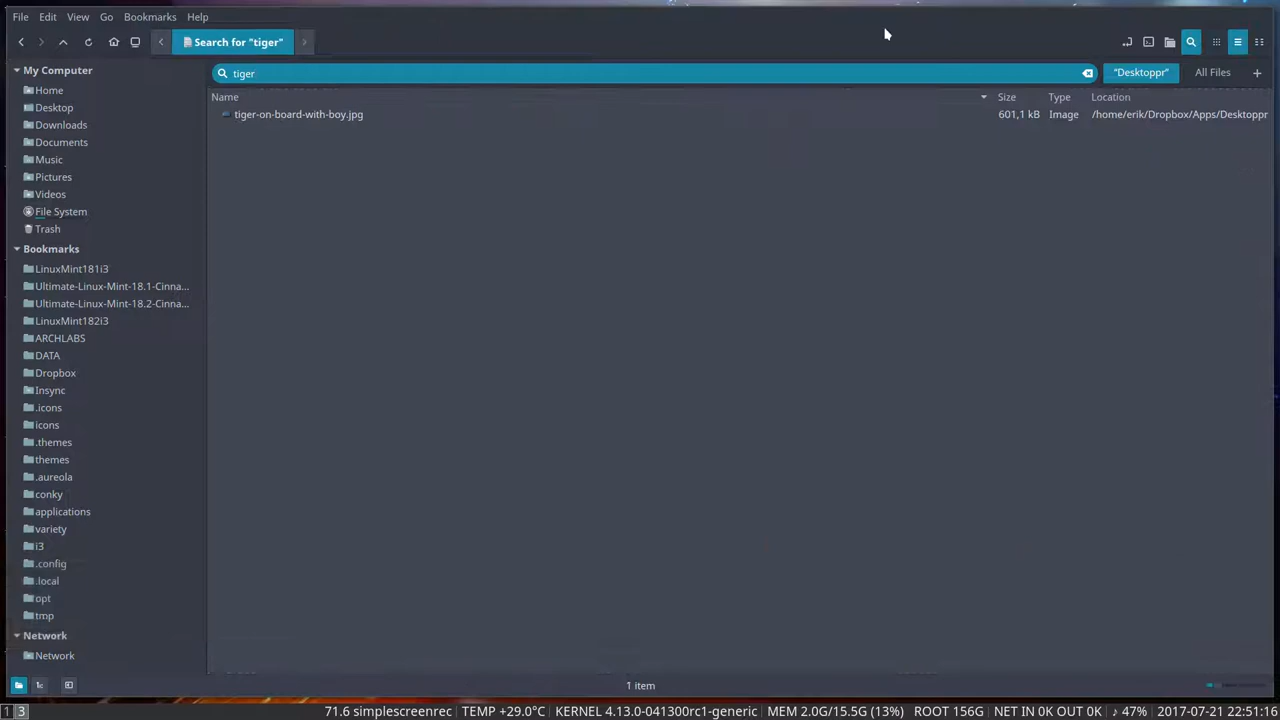 File Edit View Go Bookmarks Help
Search for "tiger"
My Computer
Home
Desktop
Downloads
Documents
Music
Pictures
Videos
File System
Trash
Bookmarks
LinuxMint181i3
Ultimate-Linux-Mint-18.1-Cinna...
Ultimate-Linux-Mint-18.2-Cinna...
LinuxMint182i3
ARCHLABS
DATA
Dropbox
Insync
.icons
icons
.themes
themes
.aureola
conky
applications
variety
i3
.config
.local
opt
tmp
Network
Network
tiger "Desktoppr" All Files
Name Size Type Location
tiger-on-board-with-boy.jpg 601,1 kB Image /home/erik/Dropbox/Apps/Desktoppr
1 item
1 3 71.6 simplescreenrec | TEMP +29.0°C | KERNEL 4.13.0-041300rc1-generic | MEM 2.0G/15.5G (13%) | ROOT 156G | NET IN 0K OUT 0K | ♪ 47% | 2017-07-21 22:51:16